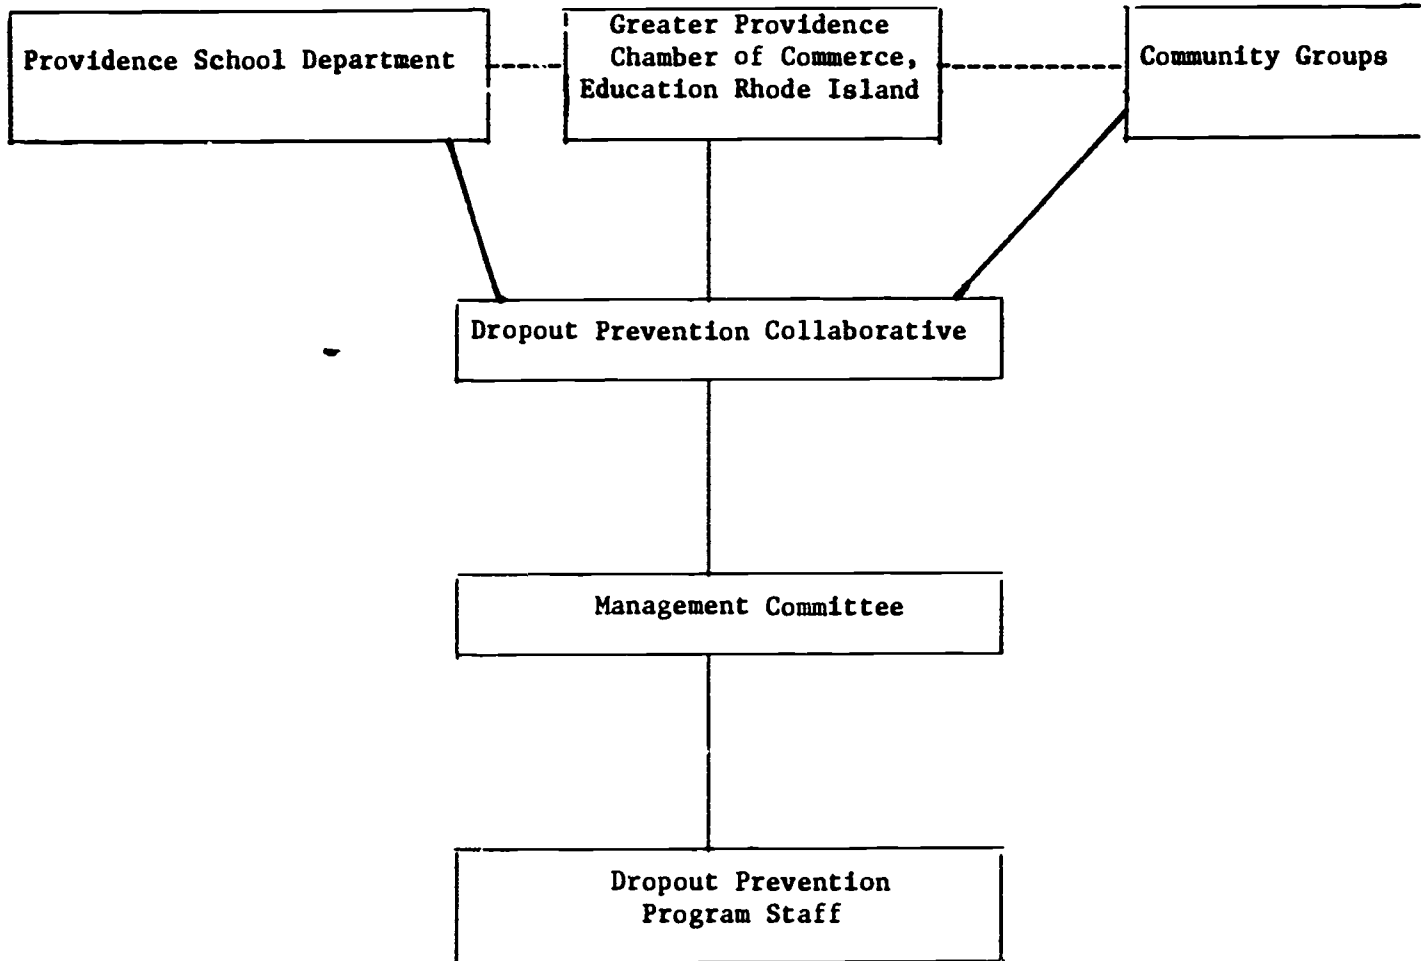 Providence School Department
Greater Providence
Chamber of Commerce,
Education Rhode Island
Community Groups
Dropout Prevention Collaborative
Management Committee
Dropout Prevention
Program Staff